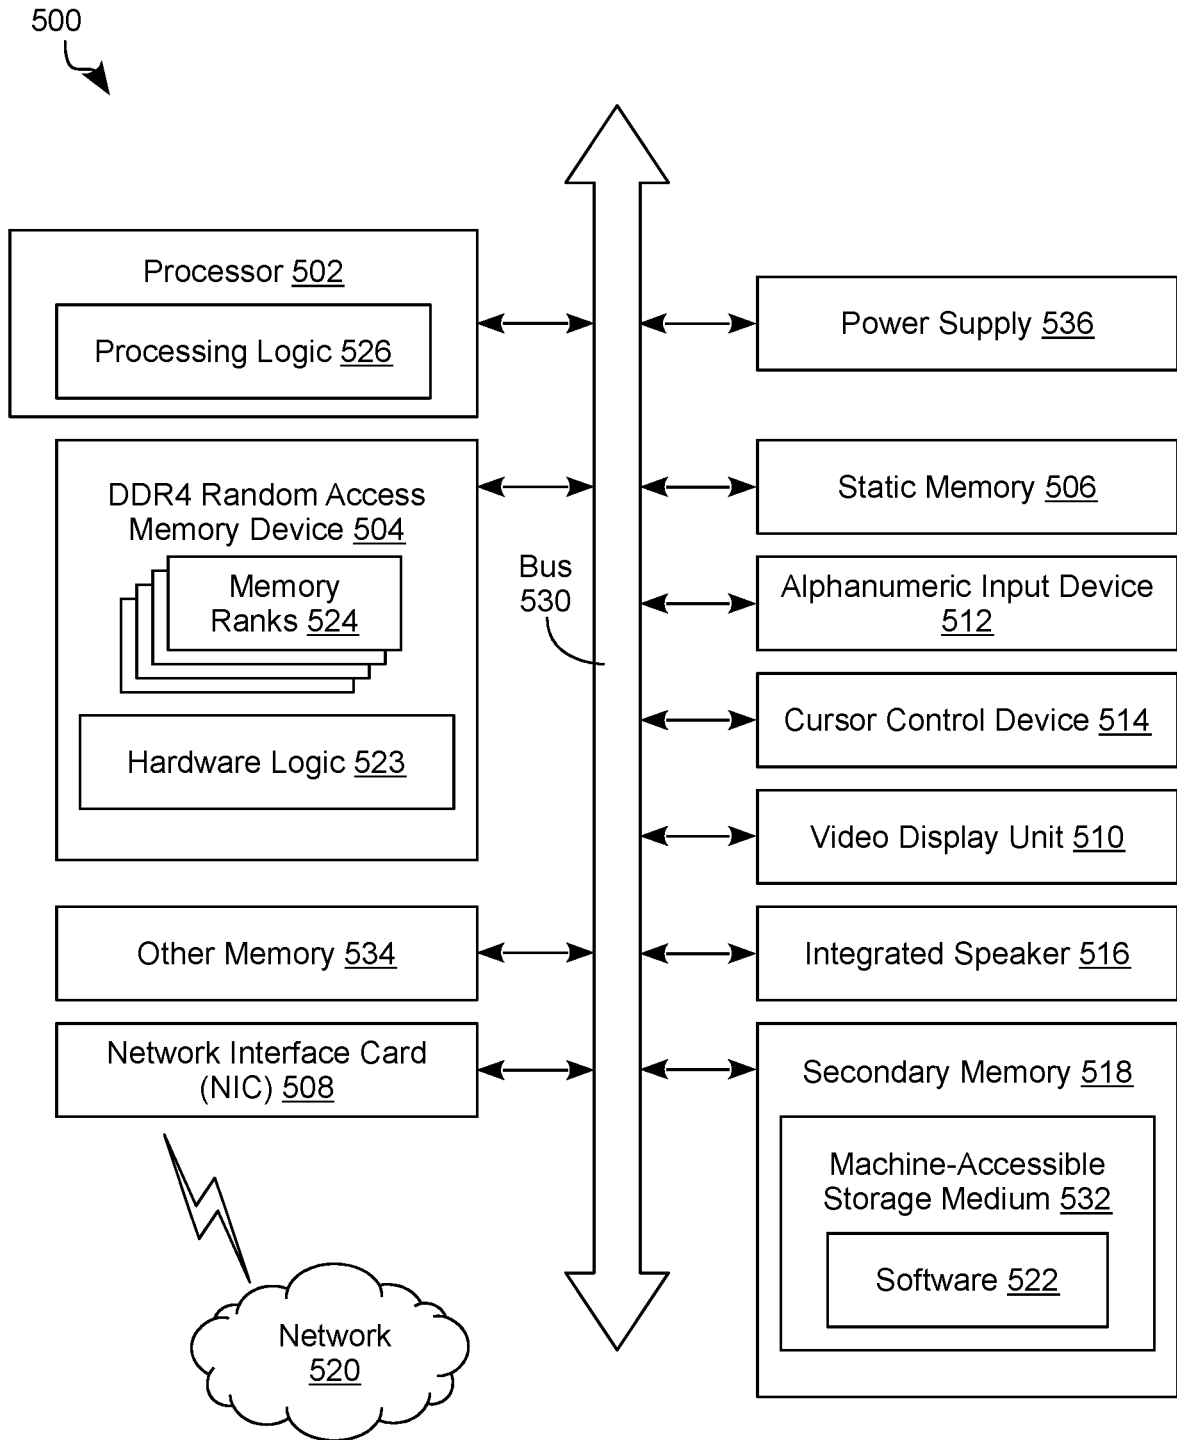 500
Processor 502
Processing Logic 526
DDR4 Random Access
Memory Device 504
Memory
Ranks 524
Hardware Logic 523
Other Memory 534
Network Interface Card
(NIC) 508
Network
520
Bus
530
Power Supply 536
Static Memory 506
Alphanumeric Input Device
512
Cursor Control Device 514
Video Display Unit 510
Integrated Speaker 516
Secondary Memory 518
Machine-Accessible
Storage Medium 532
Software 522